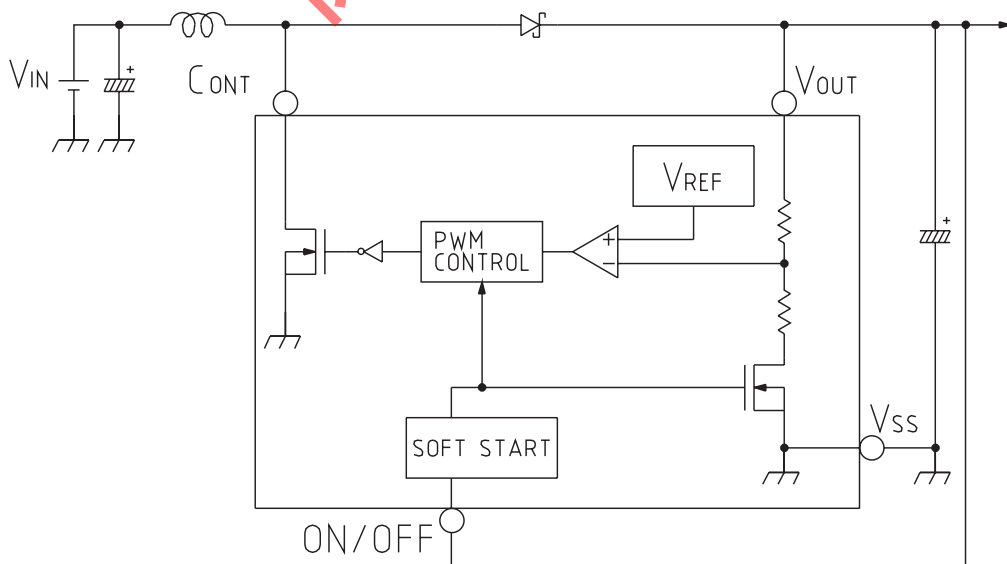 VIN
+
CONT
VOUT
VREF
PWM
CONTROL
+
−
+
SOFT START
VSS
ON/OFF